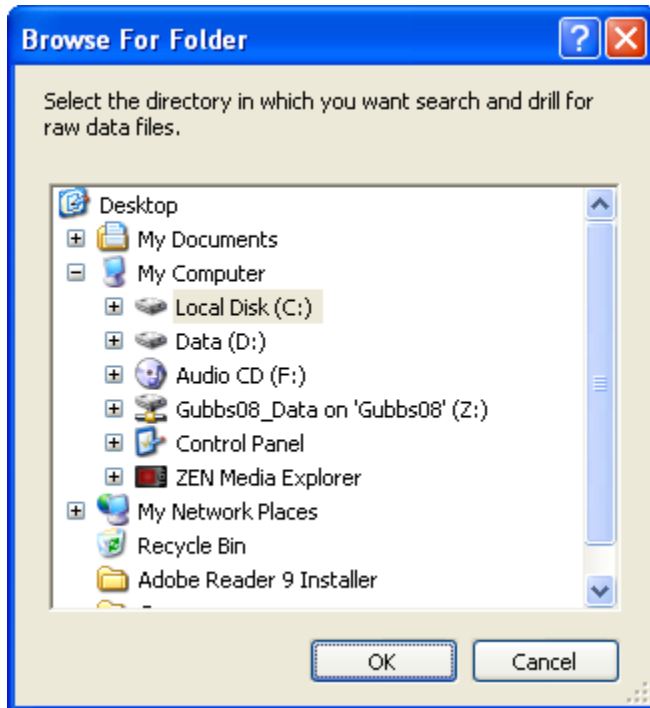 Browse For Folder
Select the directory in which you want search and drill for
raw data files.
Desktop
My Documents
My Computer
Local Disk (C:)
Data (D:)
Audio CD (F:)
Gubbs08_Data on 'Gubbs08' (Z:)
Control Panel
ZEN Media Explorer
My Network Places
Recycle Bin
Adobe Reader 9 Installer
OK Cancel